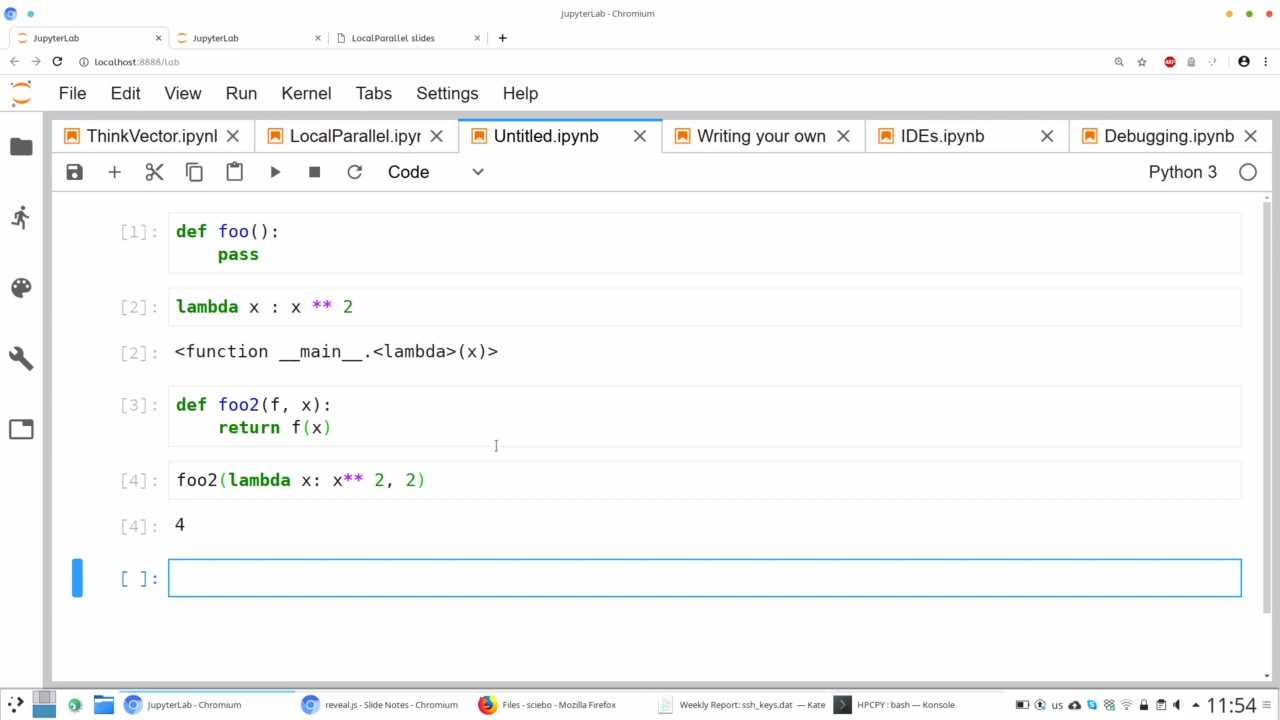 JupyterLab - Chromium
JupyterLab
JupyterLab
LocalParallel slides
localhost:8888/lab
ABP
File Edit View Run Kernel Tabs Settings Help
ThinkVector.ipynl
LocalParallel.ipyr
Untitled.ipynb
Writing your own
IDEs.ipynb
Debugging.ipynb
Code
Python 3
[1]: def foo():
pass
[2]: lambda x : x ** 2
[2]: <function __main__.<lambda>(x)>
[3]: def foo2(f, x):
return f(x)
[4]: foo2(lambda x: x** 2, 2)
[4]: 4
[ ]:
JupyterLab - Chromium
reveal.js - Slide Notes - Chromium
Files - sciebo - Mozilla Firefox
Weekly Report: ssh_keys.dat — Kate
HPCPY : bash — Konsole
us
11:54